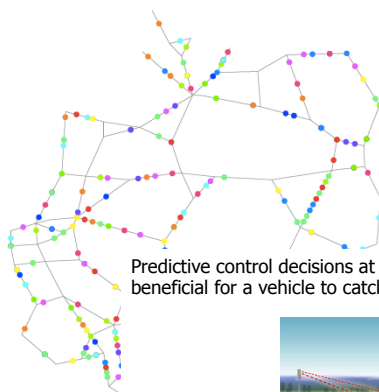 Predictive control decisions at
beneficial for a vehicle to catc